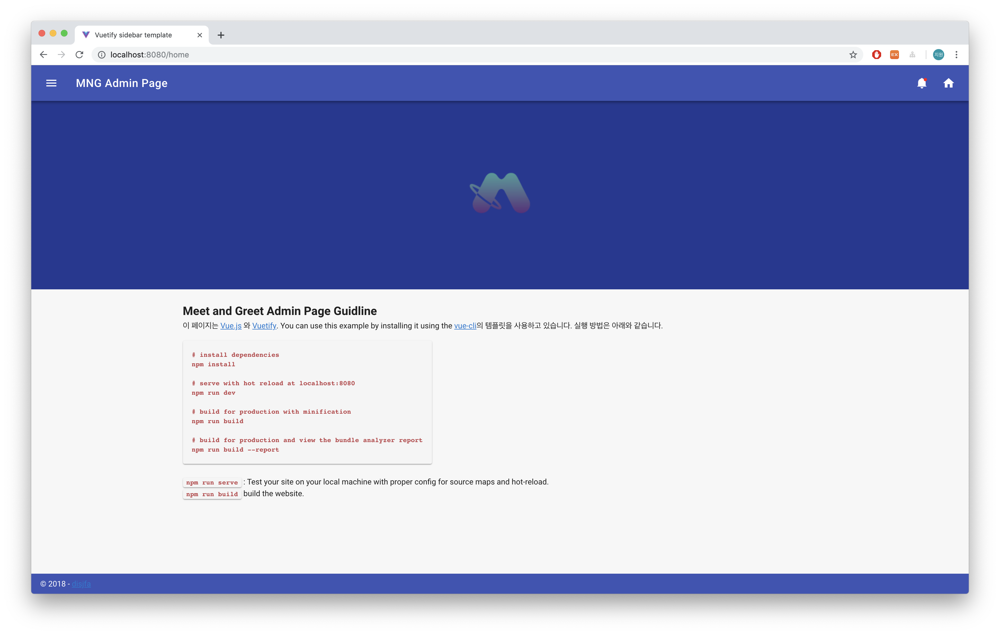 Vuetify sidebar template
localhost:8080/home
EX
지원
MNG Admin Page
Meet and Greet Admin Page Guidline
이 페이지는 Vue.js 와 Vuetify. You can use this example by installing it using the vue-cli의 템플릿을 사용하고 있습니다. 실행 방법은 아래와 같습니다.
# install dependencies
npm install
# serve with hot reload at localhost:8080
npm run dev
# build for production with minification
npm run build
# build for production and view the bundle analyzer report
npm run build --report
npm run serve : Test your site on your local machine with proper config for source maps and hot-reload.
npm run build build the website.
© 2018 - disjfa